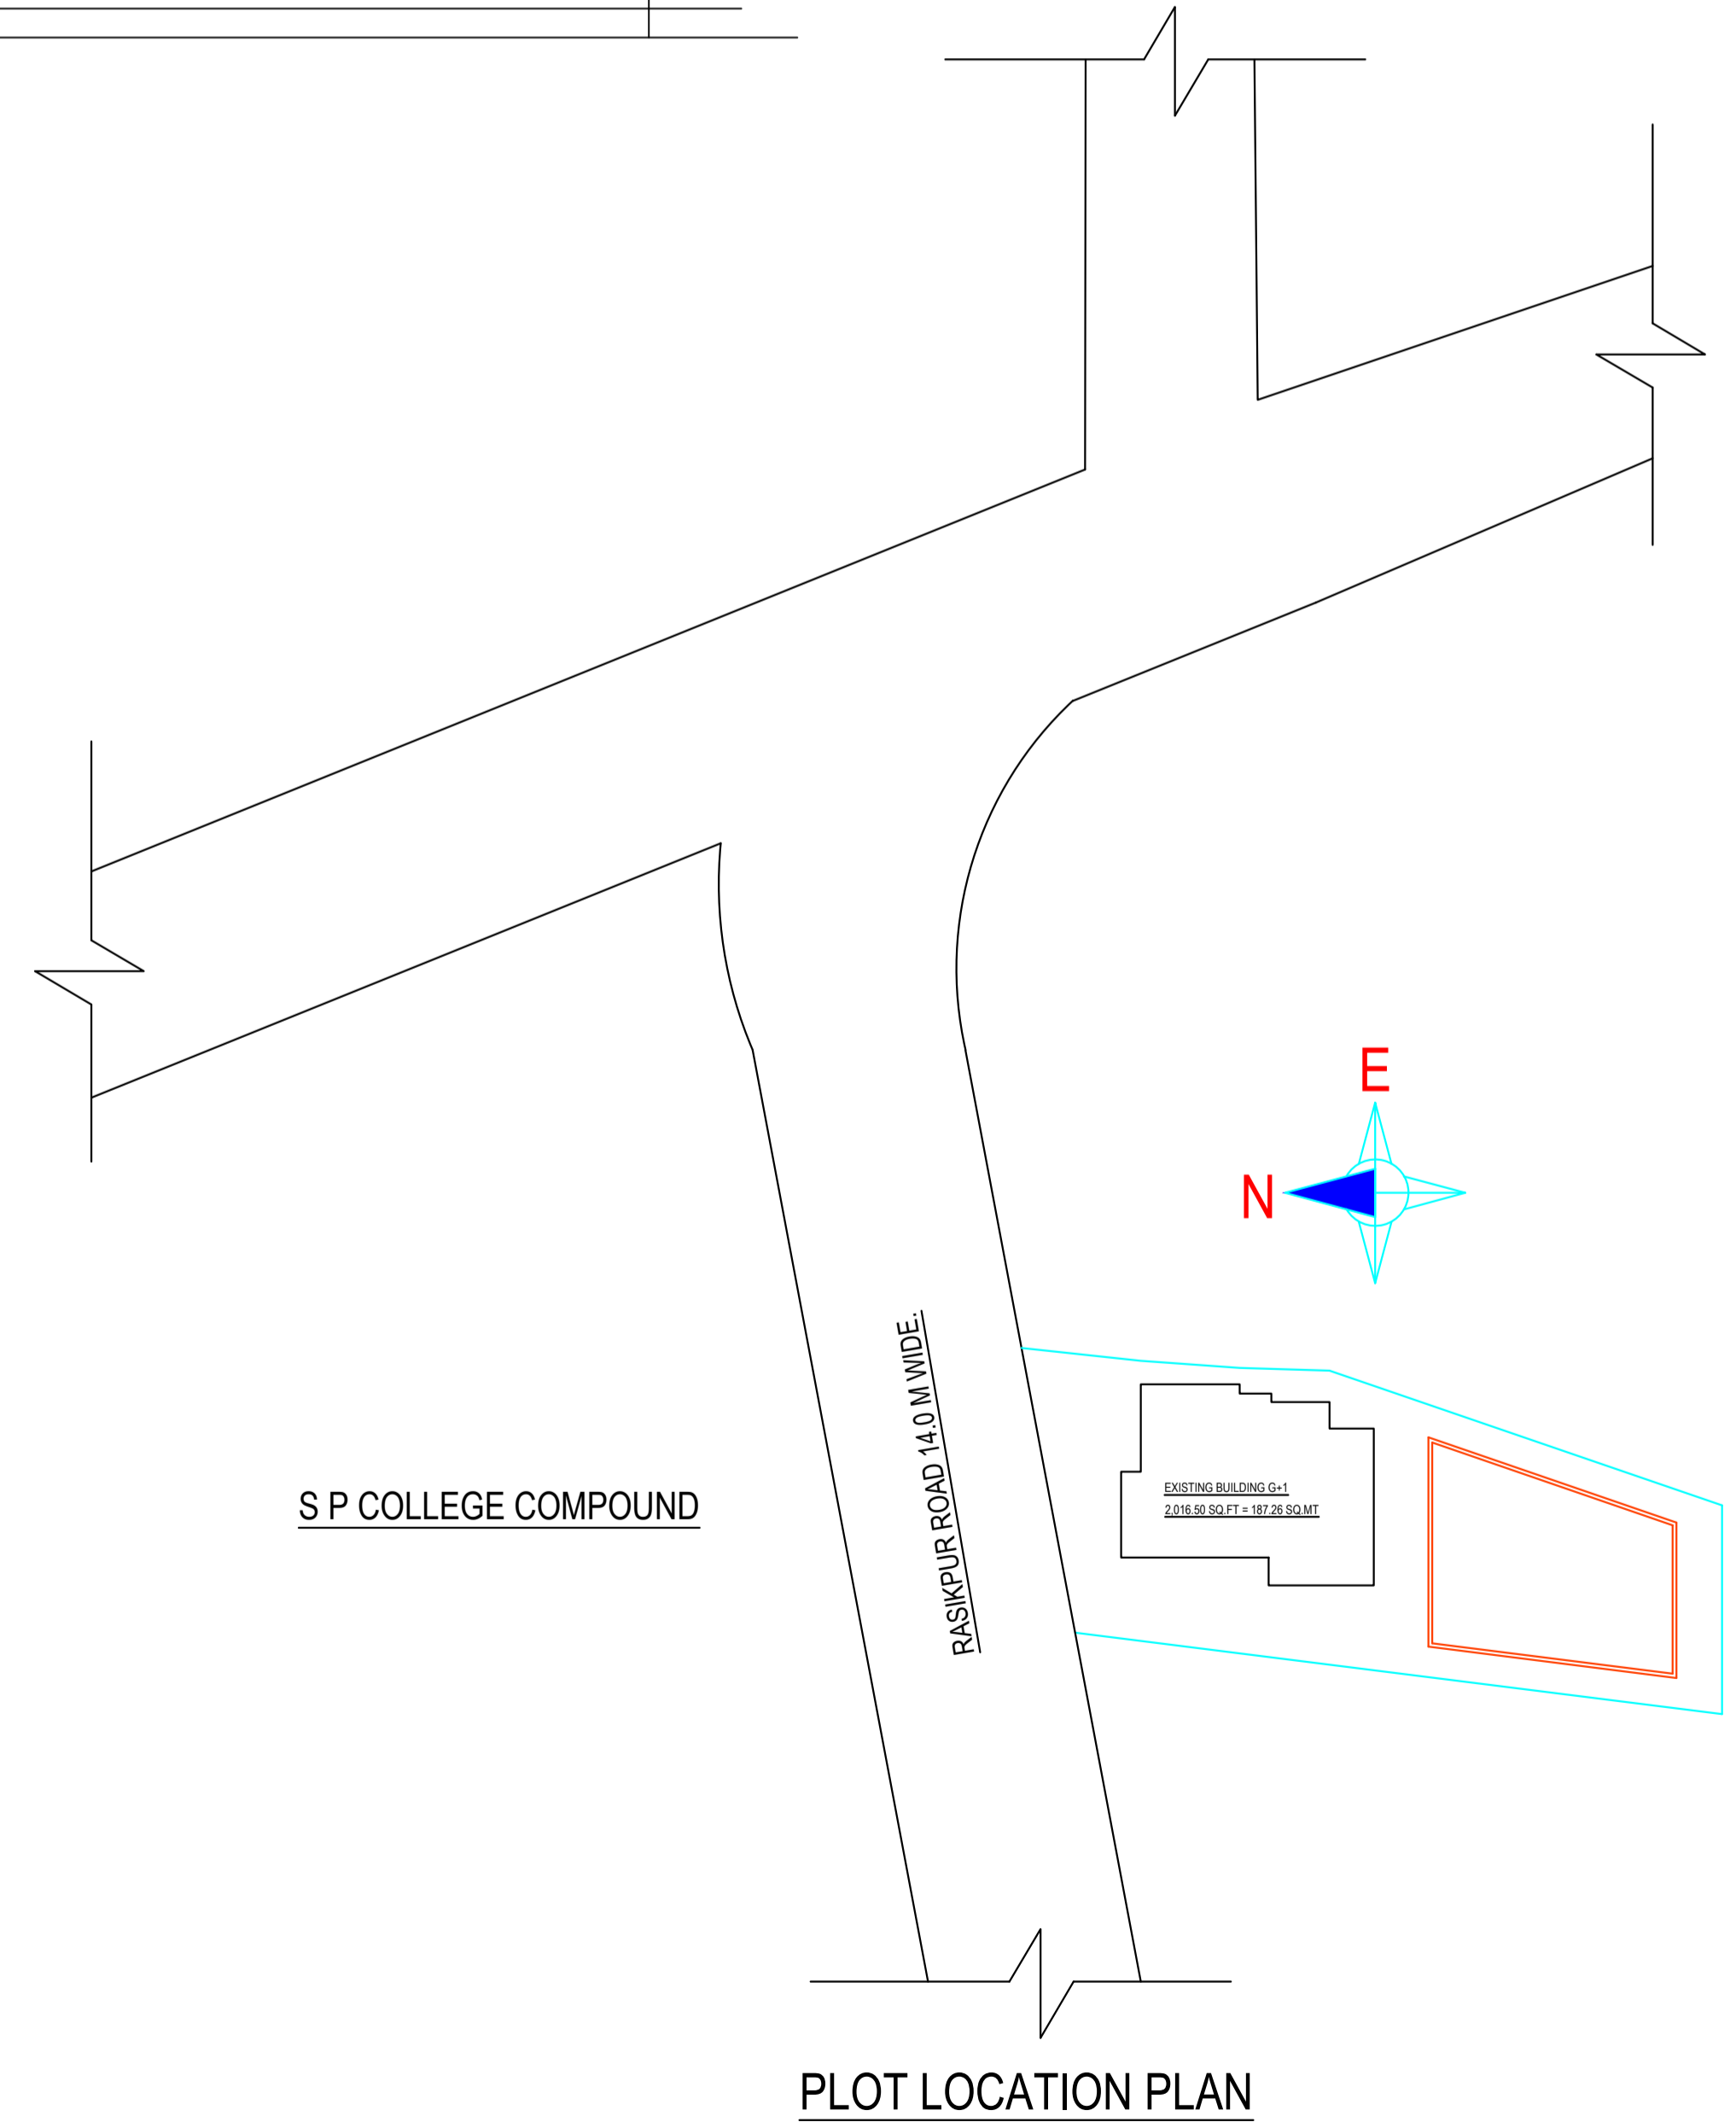 E
N
RASIKPUR ROAD 14.0 M WIDE.
EXISTING BUILDING G+1
2,016.50 SQ.FT = 187.26 SQ.MT
S P COLLEGE COMPOUND
PLOT LOCATION PLAN